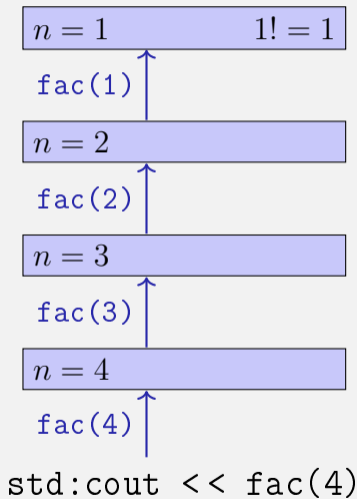 n = 1 1! = 1
fac(1)
n = 2
fac(2)
n = 3
fac(3)
n = 4
fac(4)
std:cout << fac(4)